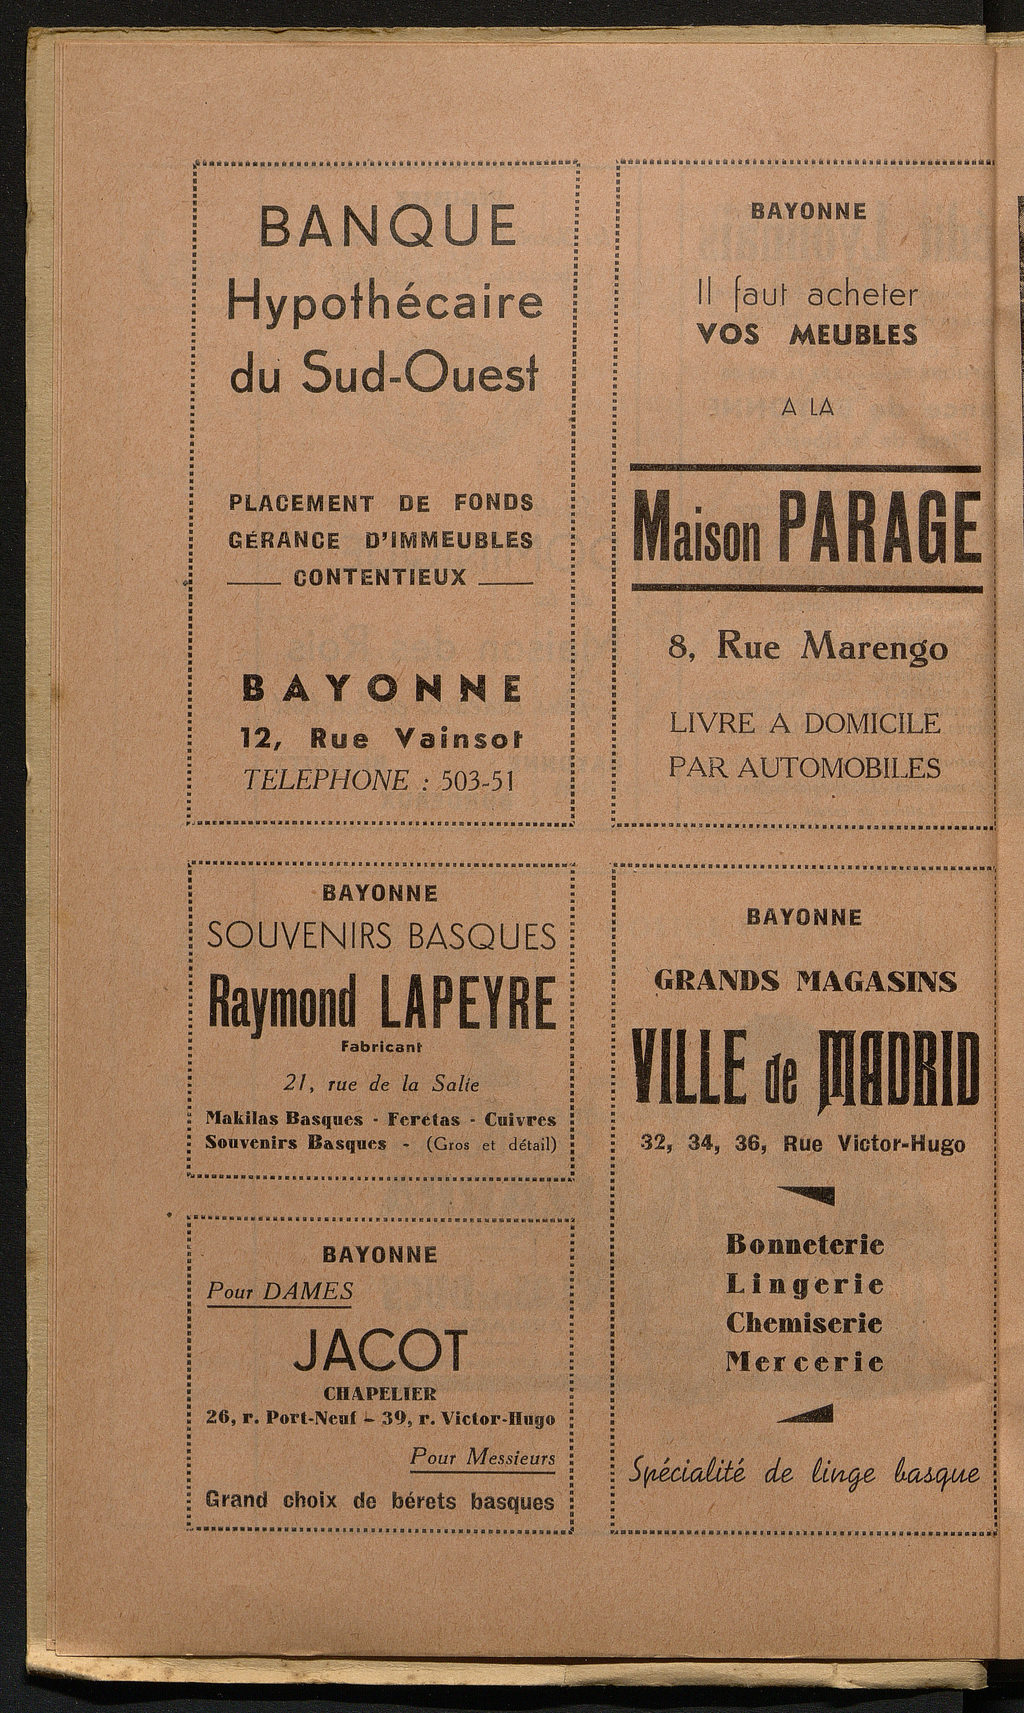 BANQUE
Hypothécaire
du Sud-Ouest
PLACEMENT DE FONDS
GÉRANCE D'IMMEUBLES
CONTENTIEUX
BAYONNE
12, Rue Vainsot
TELEPHONE : 503-51
BAYONNE
SOUVENIRS BASQUES
Raymond LAPEYRE
Fabricant
21, rue de la Salie
Makilas Basques - Feretas - Cuivres
Souvenirs Basques - (Gros et détail)
BAYONNE
Pour DAMES
JACOT
CHAPELIER
26, r. Port-Neuf - 39, r. Victor-Hugo
Pour Messieurs
Grand choix de bérets basques
BAYONNE
Il faut acheter
VOS MEUBLES
A LA
Maison PARAGE
8, Rue Marengo
LIVRE A DOMICILE
PAR AUTOMOBILES
BAYONNE
GRANDS MAGASINS
VILLE de MADRID
32, 34, 36, Rue Victor-Hugo
Bonneterie
Lingerie
Chemiserie
Mercerie
Spécialité de linge basque